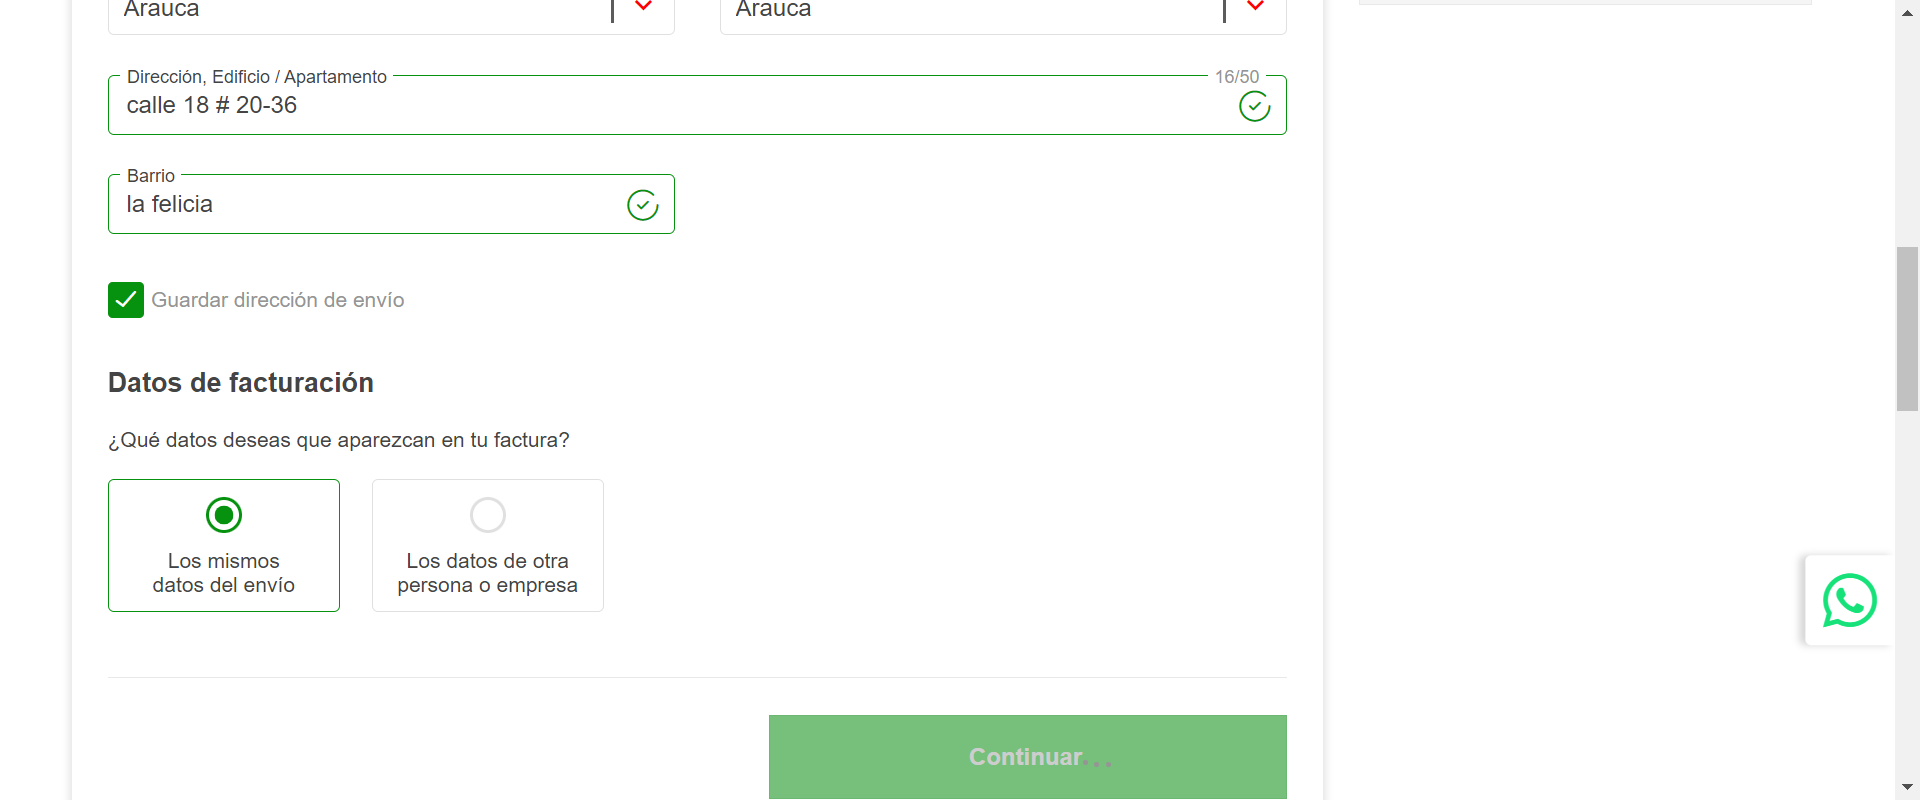 Arauca
Arauca
Dirección, Edificio / Apartamento
16/50
calle 18 # 20-36
Barrio
la felicia
Guardar dirección de envío
Datos de facturación
¿Qué datos deseas que aparezcan en tu factura?
Los mismos
datos del envío
Los datos de otra
persona o empresa
Continuar...